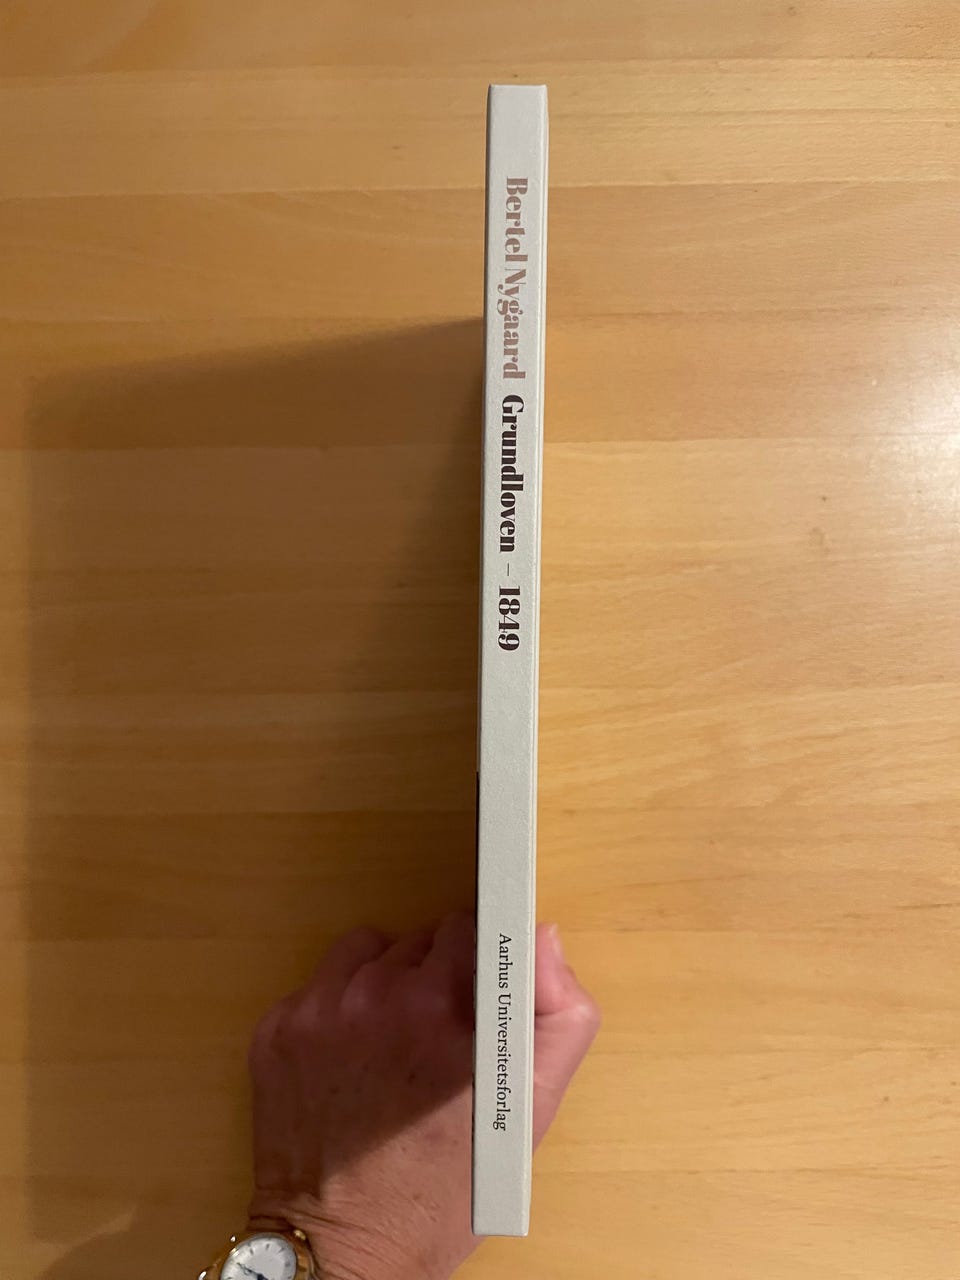 Bertel Nygaard Grundloven – 1849
Aarhus Universitetsforlag